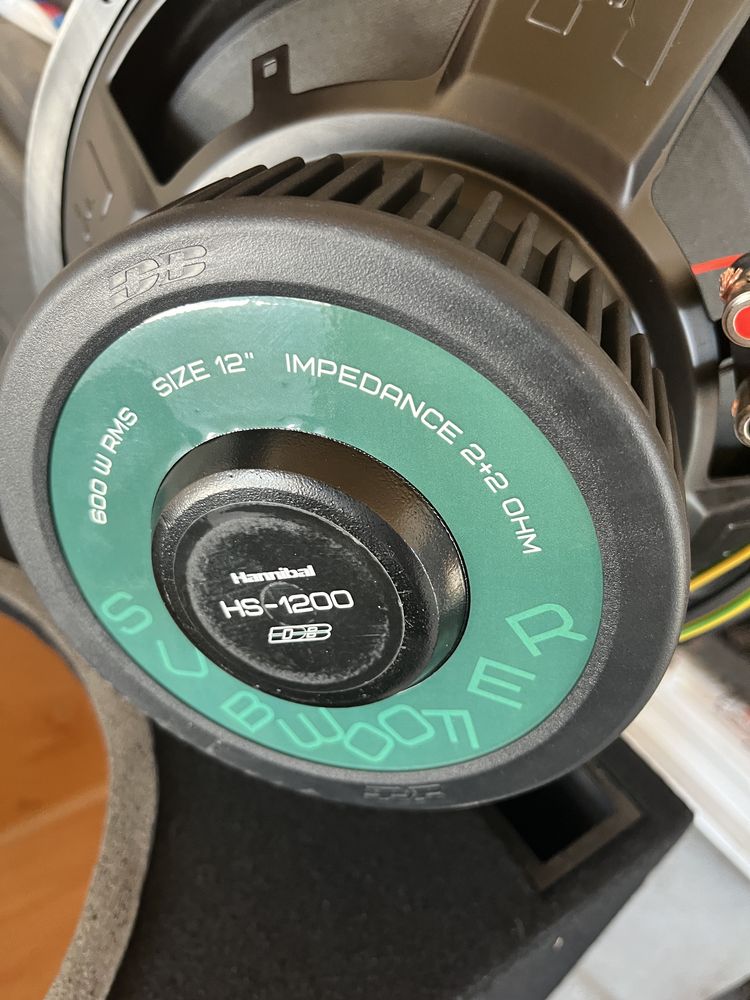 600 W RMS SIZE 12" IMPEDANCE 2+2 OHM
Hannibal
HS-1200
SUBWOOFER